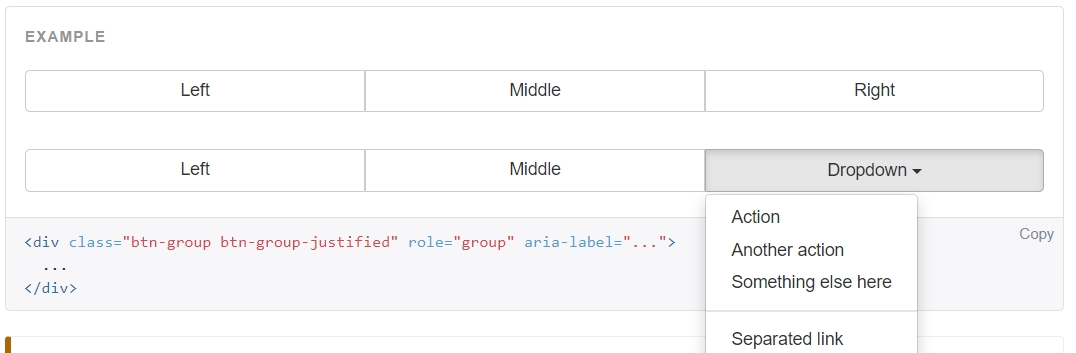 EXAMPLE
Left Middle Right
Left Middle Dropdown
Action
<div class="btn-group btn-group-justified" role="group" aria-label="..."> Copy
Another action
...
Something else here
</div>
Separated link